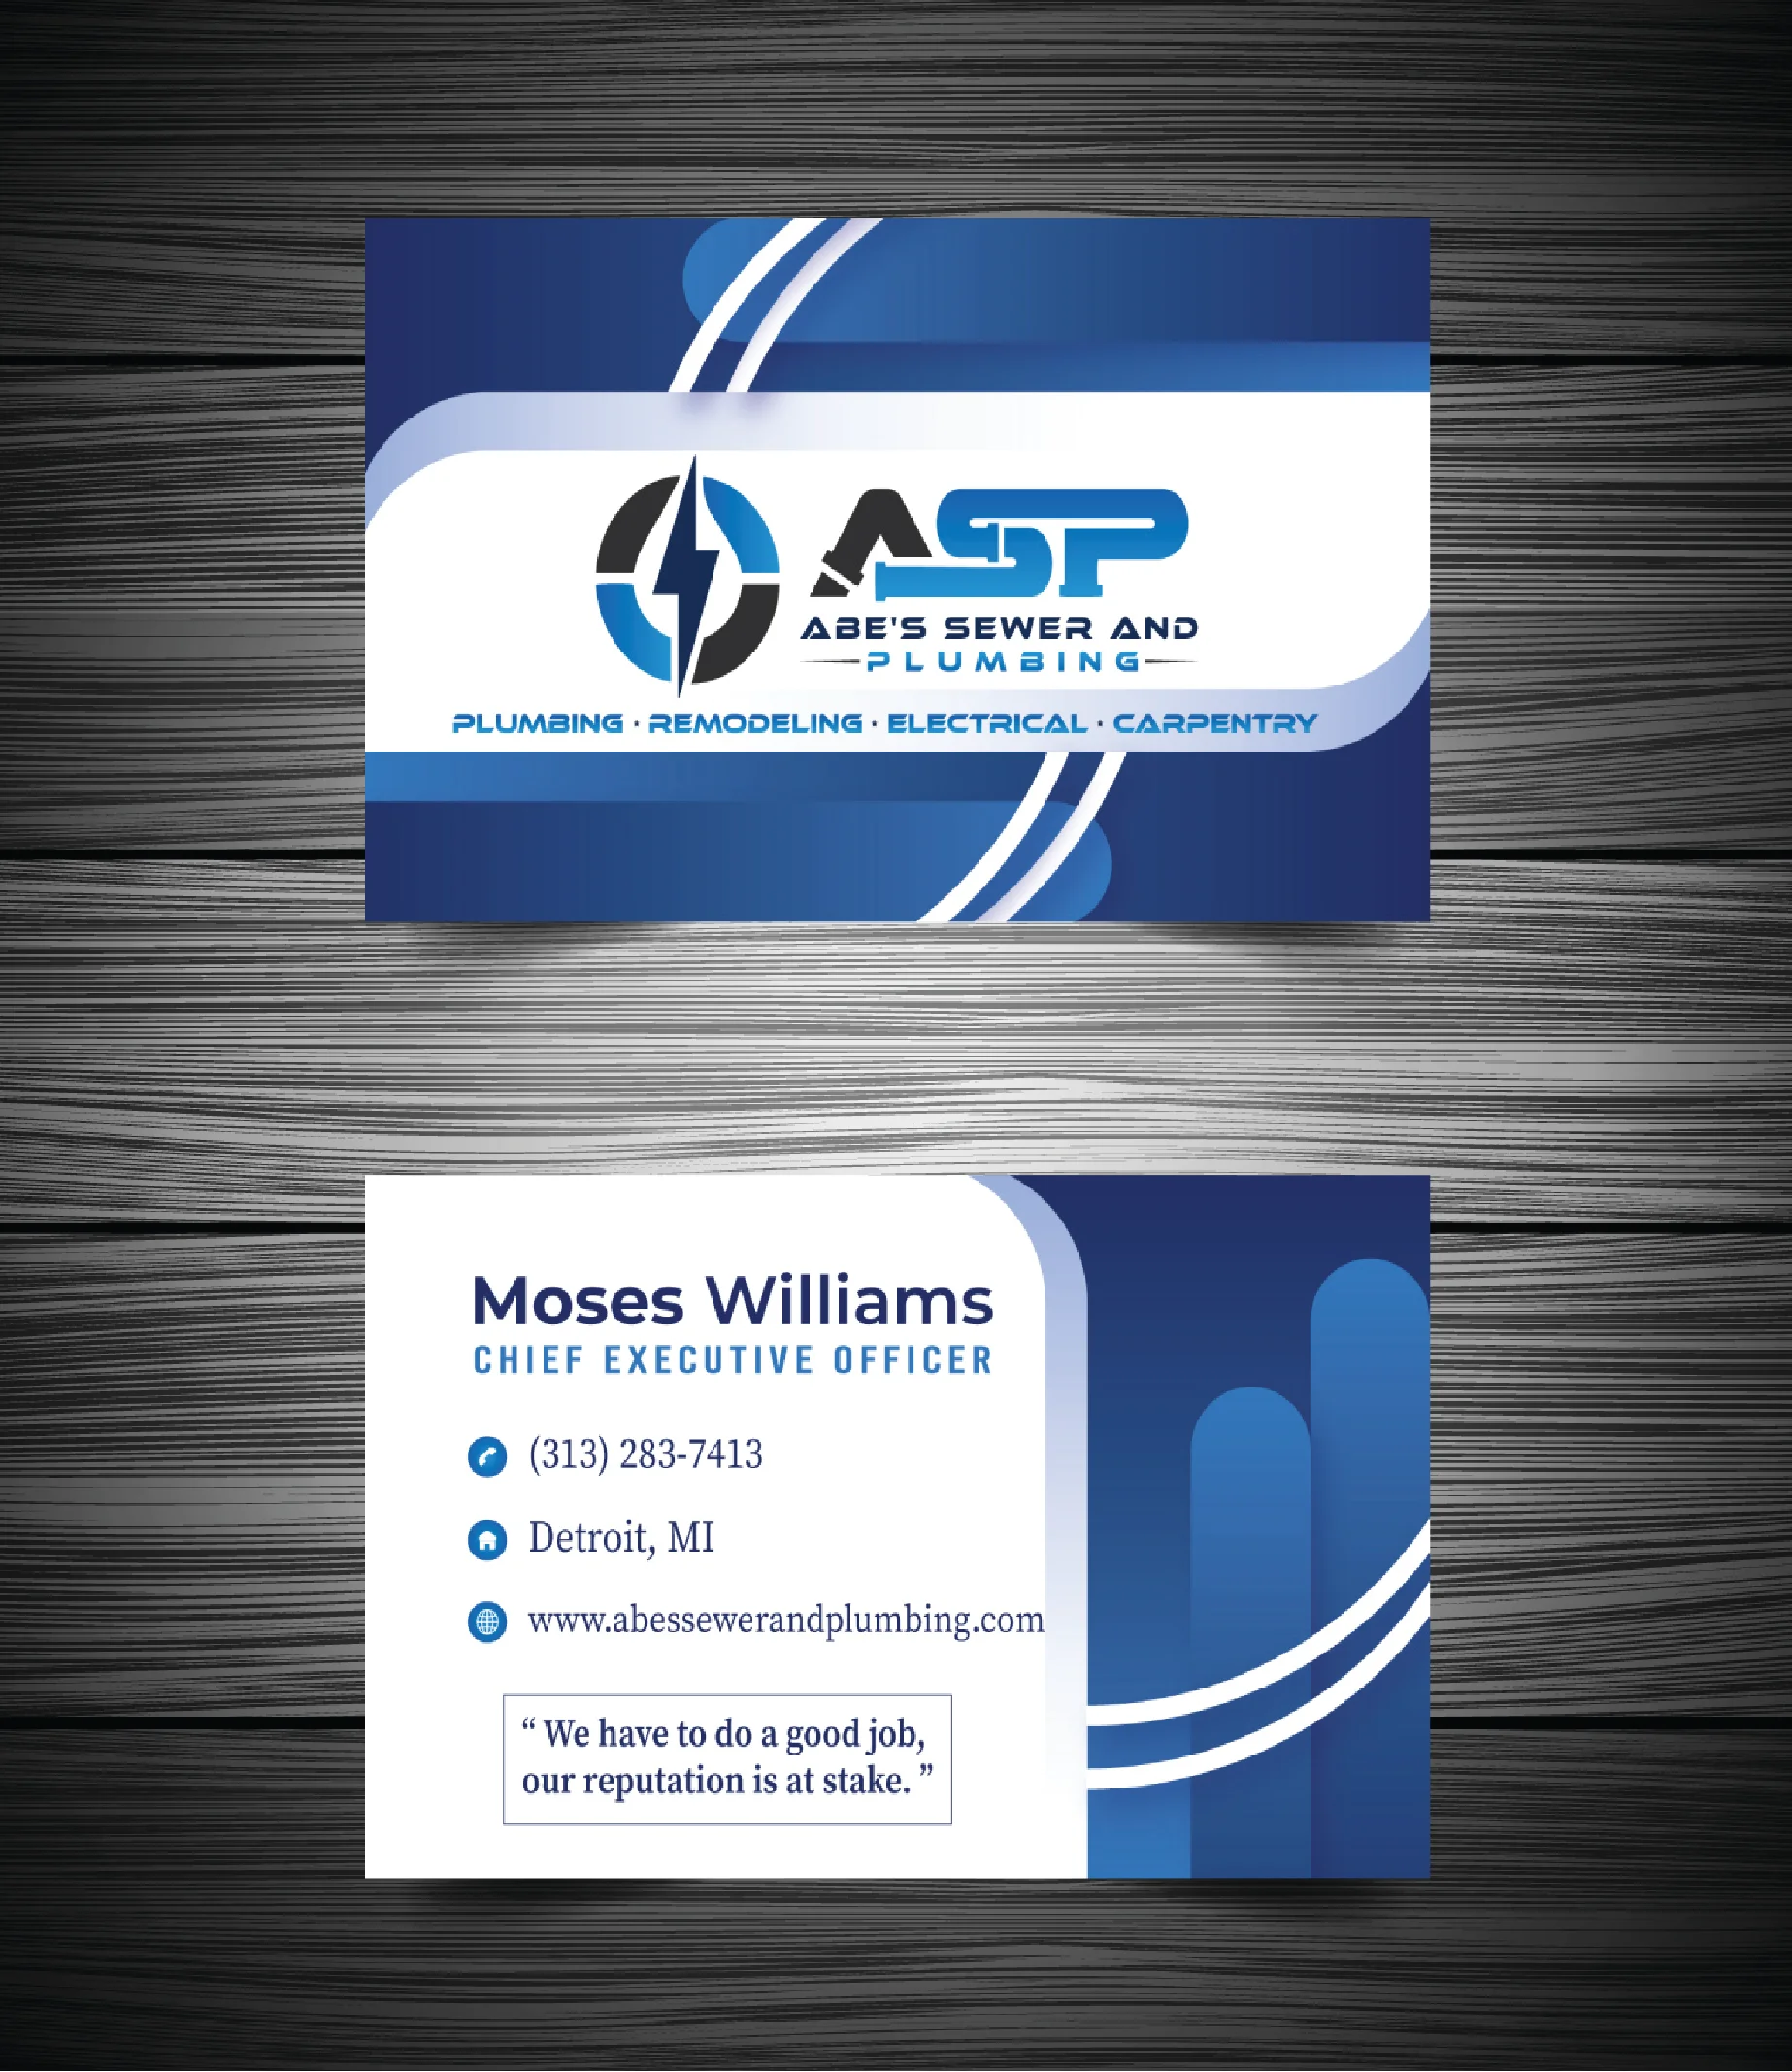 ASP
ABE'S SEWER AND
PLUMBING
PLUMBING · REMODELING · ELECTRICAL · CARPENTRY
Moses Williams
CHIEF EXECUTIVE OFFICER
(313) 283-7413
Detroit, MI
www.abessewerandplumbing.com
“ We have to do a good job,
our reputation is at stake. ”